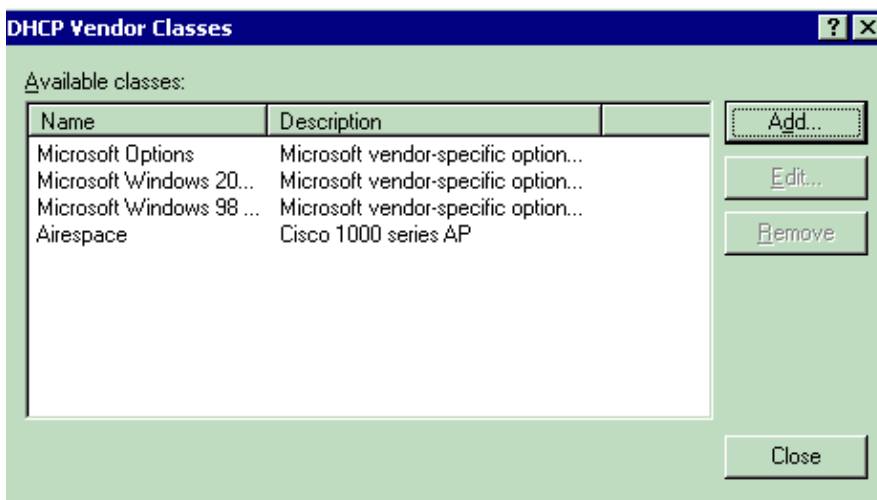 DHCP Vendor Classes
Available classes:
Name Description
Microsoft Options Microsoft vendor-specific option...
Microsoft Windows 20... Microsoft vendor-specific option...
Microsoft Windows 98 ... Microsoft vendor-specific option...
Airespace Cisco 1000 series AP
Add...
Edit...
Remove
Close